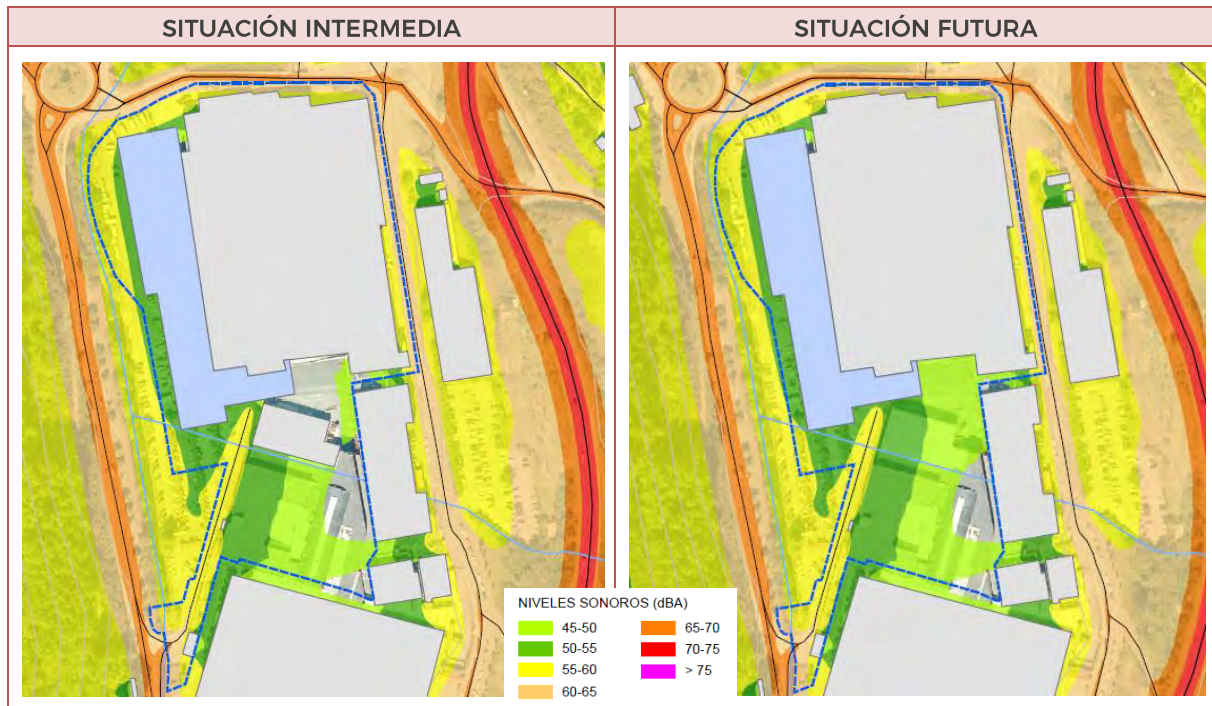 SITUACIÓN INTERMEDIA
SITUACIÓN FUTURA
NIVELES SONOROS (dBA)
45-50
50-55
55-60
60-65
65-70
70-75
> 75